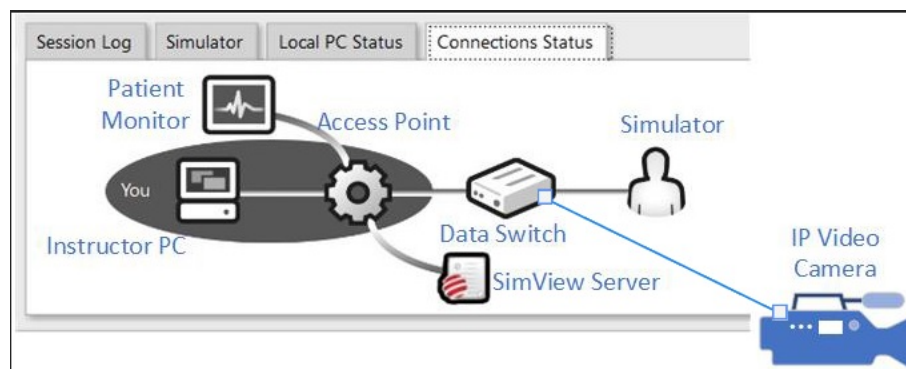 Session Log
Simulator
Local PC Status
Connections Status
Patient
Monitor
Access Point
Simulator
You
Instructor PC
Data Switch
SimView Server
IP Video
Camera